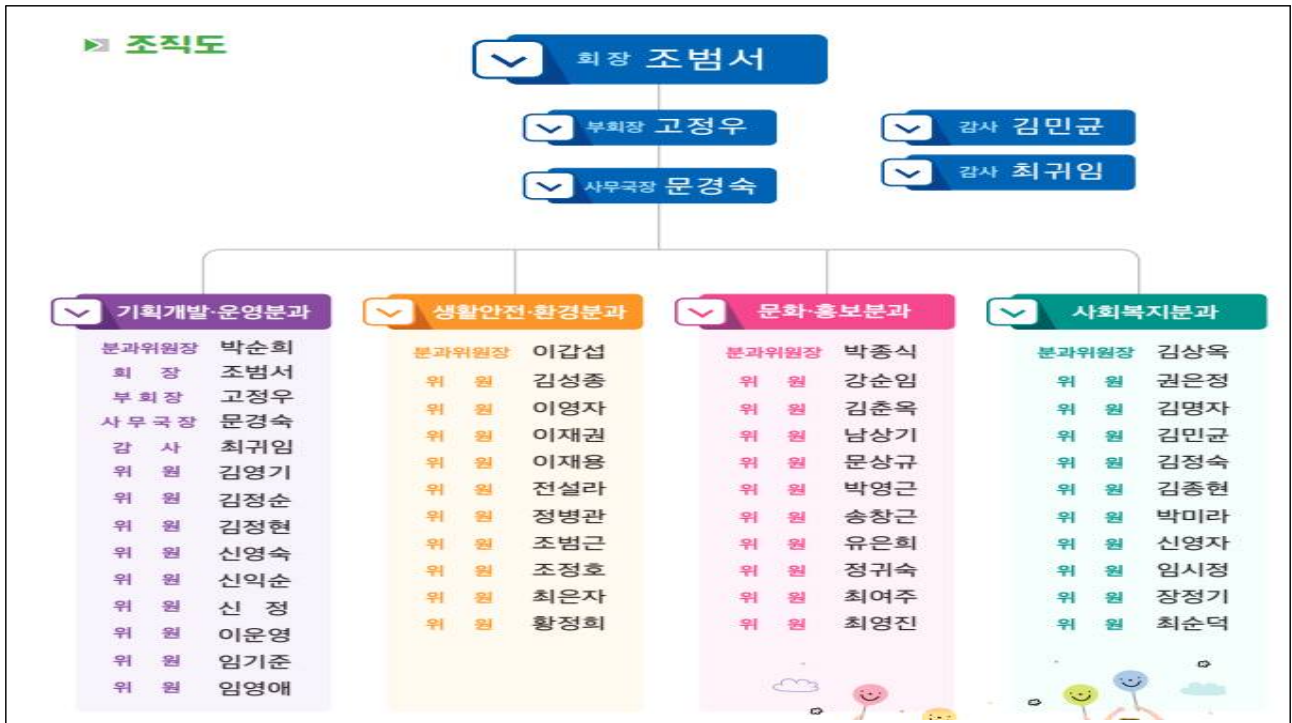 조직도
회장 조범서
부회장 고정우
감사 김민균
사무국장 문경숙
감사 최귀임
기획개발·운영분과
분과위원장 박순희
회 장 조범서
부 회 장 고정우
사 무 국 장 문경숙
감 사 최귀임
위 원 김영기
위 원 김정순
위 원 김정현
위 원 신영숙
위 원 신익순
위 원 신 정
위 원 이운영
위 원 임기준
위 원 임영애
생활안전·환경분과
분과위원장 이갑섭
위 원 김성종
위 원 이영자
위 원 이재권
위 원 이재용
위 원 전설라
위 원 정병관
위 원 조범근
위 원 조정호
위 원 최은자
위 원 황정희
문화·홍보분과
분과위원장 박종식
위 원 강순임
위 원 김춘옥
위 원 남상기
위 원 문상규
위 원 박영근
위 원 송창근
위 원 유은희
위 원 정귀숙
위 원 최여주
위 원 최영진
사회복지분과
분과위원장 김상옥
위 원 권은정
위 원 김명자
위 원 김민균
위 원 김정숙
위 원 김종현
위 원 박미라
위 원 신영자
위 원 임시정
위 원 장정기
위 원 최순덕